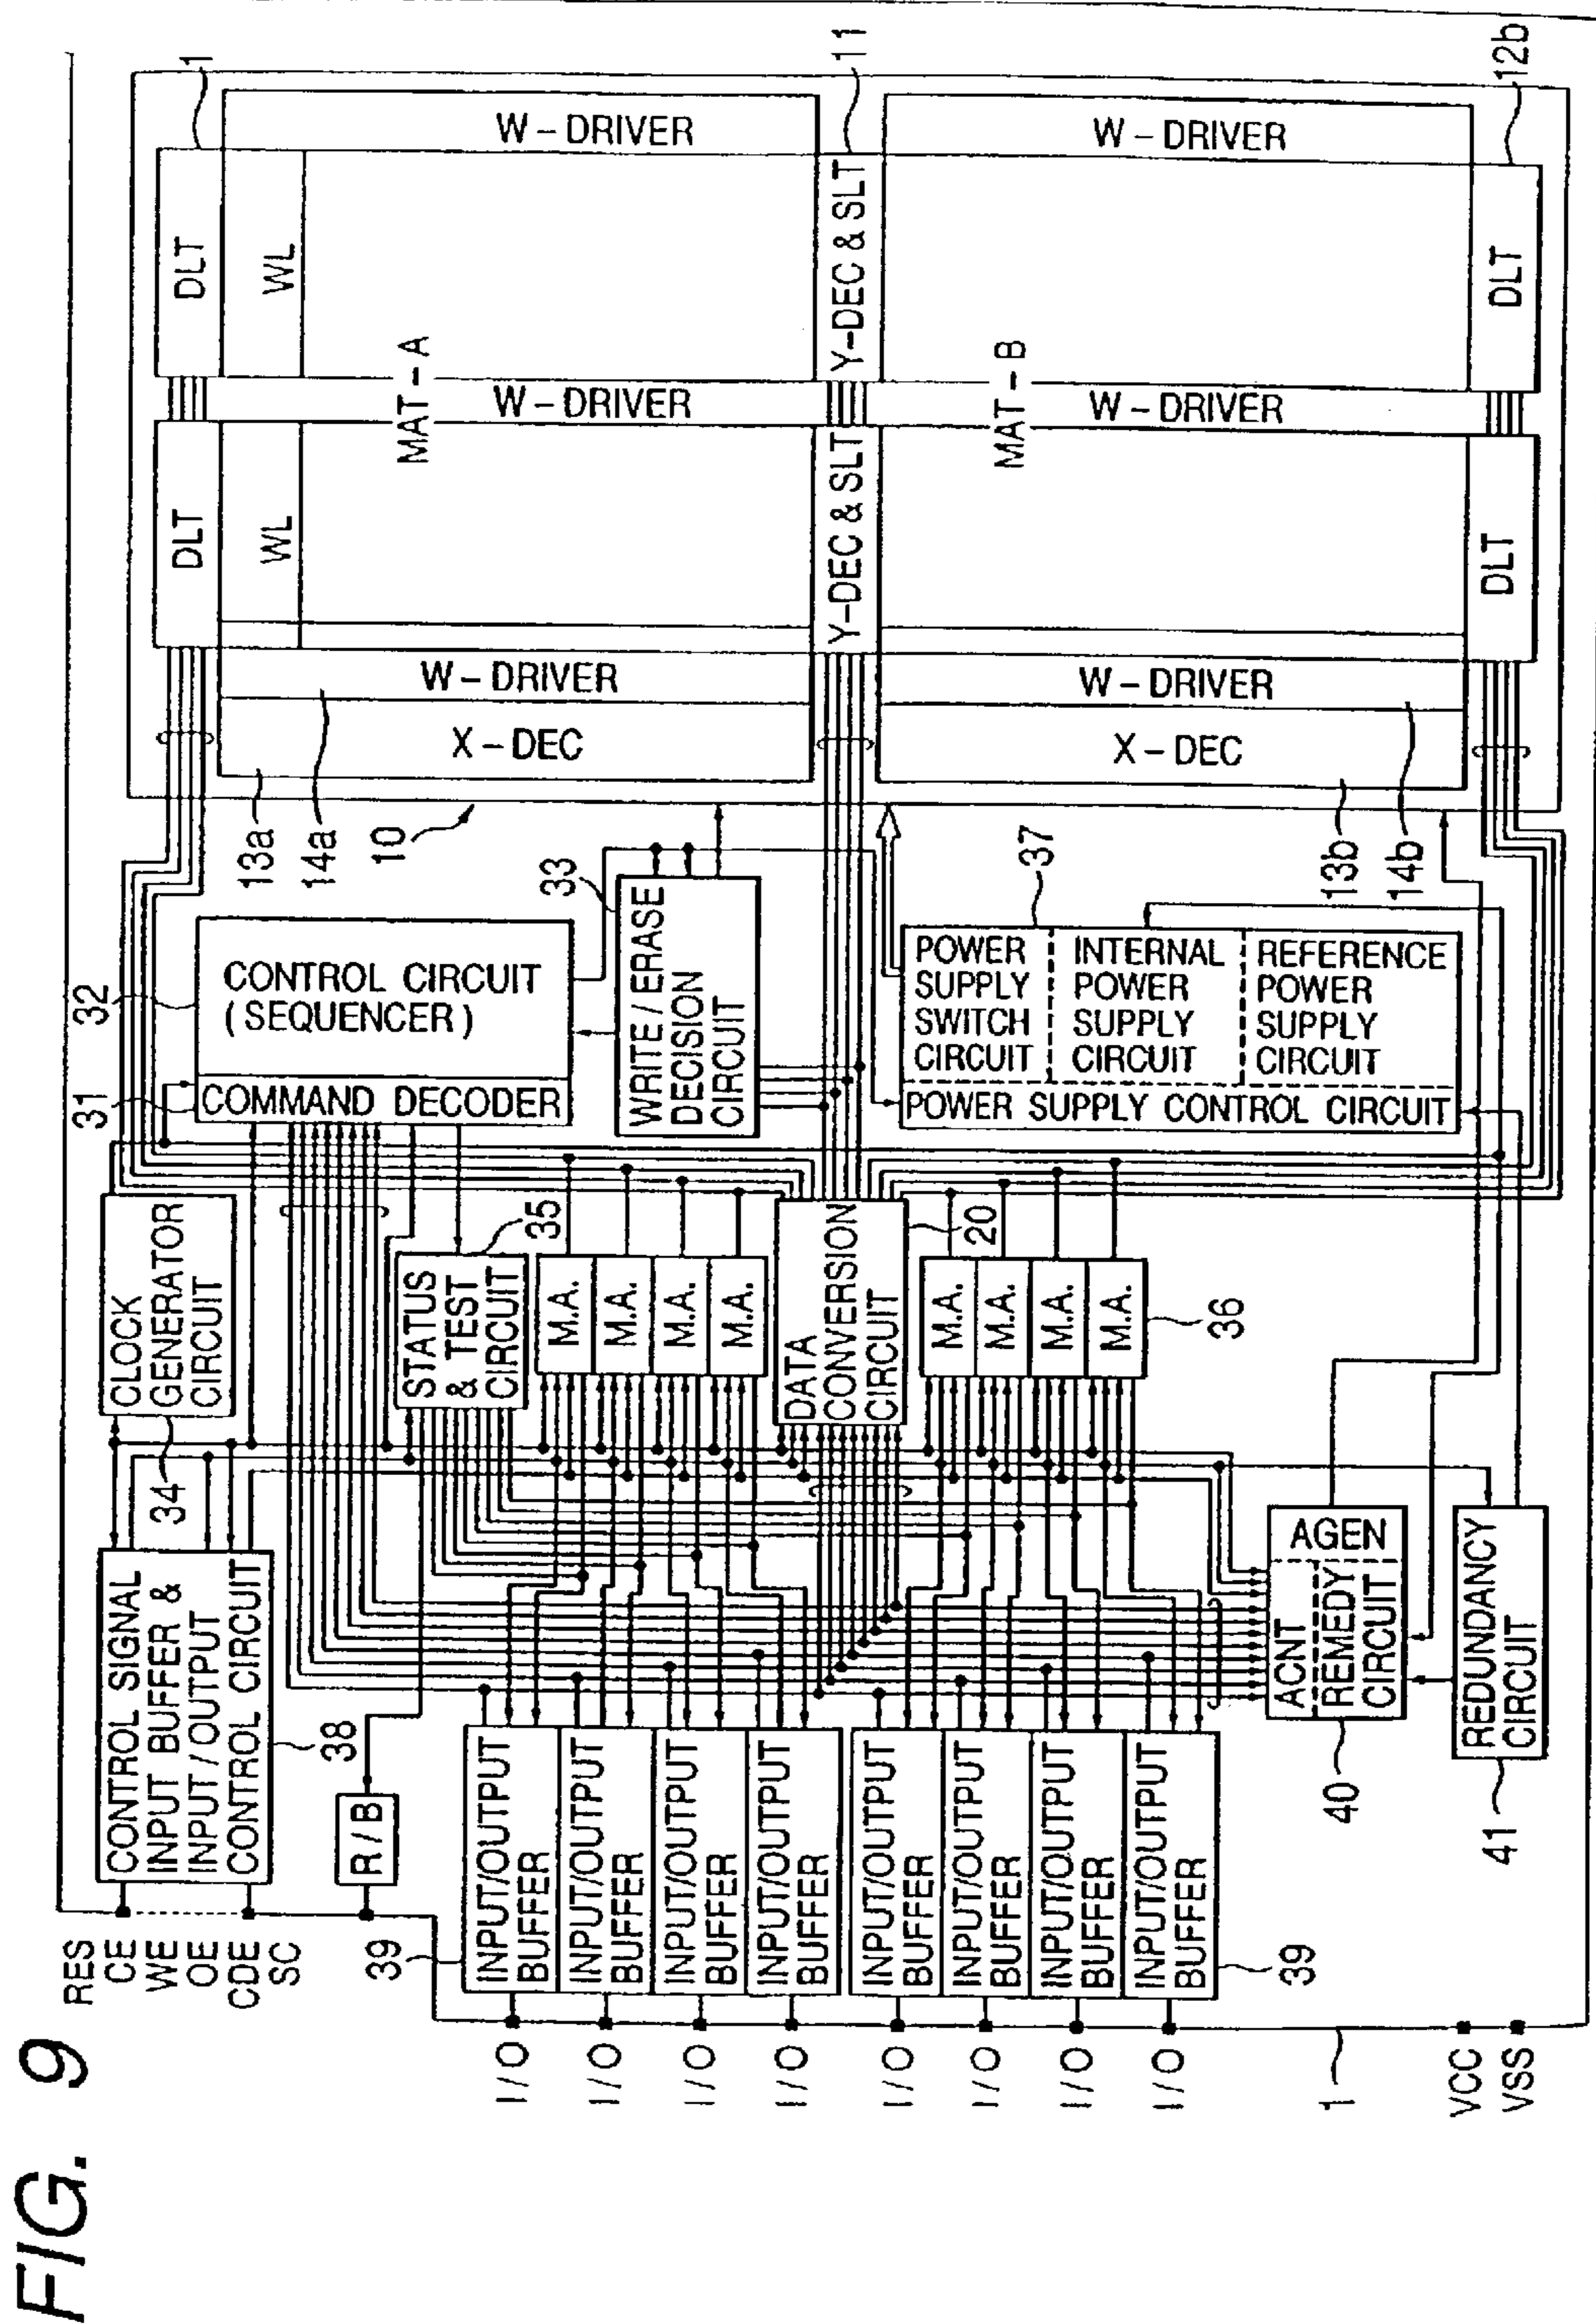 FIG. 9
RES
CE
WE
OE
CDE
SC
CONTROL SIGNAL
INPUT BUFFER &
INPUT / OUTPUT
CONTROL CIRCUIT
38
34
CLOCK
GENERATOR
CIRCUIT
R / B
31
COMMAND DECODER
32
CONTROL CIRCUIT
( SEQUENCER )
33
WRITE / ERASE
DECISION
CIRCUIT
35
STATUS
& TEST
CIRCUIT
M.A.
M.A.
M.A.
M.A.
DATA
CONVERSION
CIRCUIT
20
M.A.
M.A.
M.A.
M.A.
36
39
INPUT/OUTPUT
BUFFER
INPUT/OUTPUT
BUFFER
INPUT/OUTPUT
BUFFER
INPUT/OUTPUT
BUFFER
INPUT/OUTPUT
BUFFER
INPUT/OUTPUT
BUFFER
INPUT/OUTPUT
BUFFER
INPUT/OUTPUT
BUFFER
39
I/O
I/O
I/O
I/O
I/O
I/O
I/O
I/O
1
VCC
VSS
ACNT
AGEN
REMEDY
CIRCUIT
40
REDUNDANCY
CIRCUIT
41
37
POWER
SUPPLY
SWITCH
CIRCUIT
INTERNAL
POWER
SUPPLY
CIRCUIT
REFERENCE
POWER
SUPPLY
CIRCUIT
POWER SUPPLY CONTROL CIRCUIT
10
13a
14a
13b
14b
DLT
DLT
1
WL
WL
X - DEC
W - DRIVER
W - DRIVER
W - DRIVER
MAT - A
Y-DEC & SLT
Y-DEC & SLT
11
X - DEC
W - DRIVER
W - DRIVER
W - DRIVER
MAT - B
DLT
DLT
12b